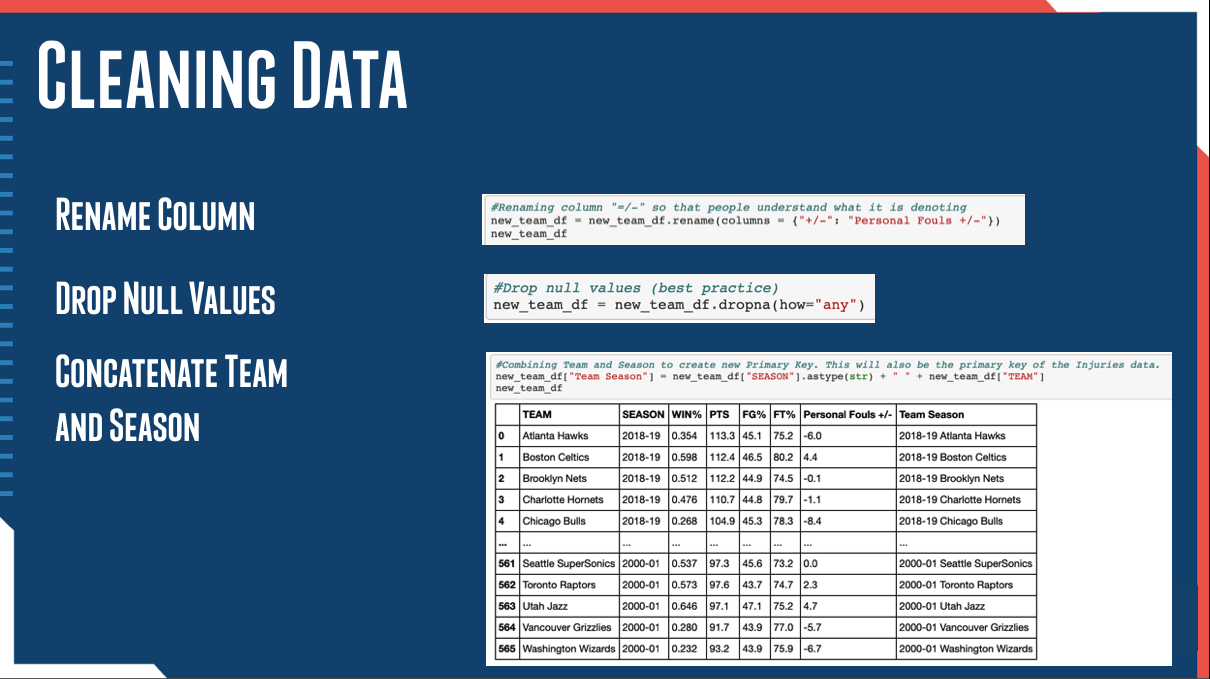 CLEANING DATA
RENAME COLUMN
#Renaming column "=/-" so that people understand what it is denoting
new_team_df = new_team_df.rename(columns = {"+/-": "Personal Fouls +/-"})
new_team_df
DROP NULL VALUES
#Drop null values (best practice)
new_team_df = new_team_df.dropna(how="any")
CONCATENATE TEAM
AND SEASON
#Combining Team and Season to create new Primary Key. This will also be the primary key of the Injuries data.
new_team_df["Team Season"] = new_team_df["SEASON"].astype(str) + " " + new_team_df["TEAM"]
new_team_df
TEAM SEASON WIN% PTS FG% FT% Personal Fouls +/- Team Season
0 Atlanta Hawks 2018-19 0.354 113.3 45.1 75.2 -6.0 2018-19 Atlanta Hawks
1 Boston Celtics 2018-19 0.598 112.4 46.5 80.2 4.4 2018-19 Boston Celtics
2 Brooklyn Nets 2018-19 0.512 112.2 44.9 74.5 -0.1 2018-19 Brooklyn Nets
3 Charlotte Hornets 2018-19 0.476 110.7 44.8 79.7 -1.1 2018-19 Charlotte Hornets
4 Chicago Bulls 2018-19 0.268 104.9 45.3 78.3 -8.4 2018-19 Chicago Bulls
... ... ... ... ... ... ... ... ...
561 Seattle SuperSonics 2000-01 0.537 97.3 45.6 73.2 0.0 2000-01 Seattle SuperSonics
562 Toronto Raptors 2000-01 0.573 97.6 43.7 74.7 2.3 2000-01 Toronto Raptors
563 Utah Jazz 2000-01 0.646 97.1 47.1 75.2 4.7 2000-01 Utah Jazz
564 Vancouver Grizzlies 2000-01 0.280 91.7 43.9 77.0 -5.7 2000-01 Vancouver Grizzlies
565 Washington Wizards 2000-01 0.232 93.2 43.9 75.9 -6.7 2000-01 Washington Wizards